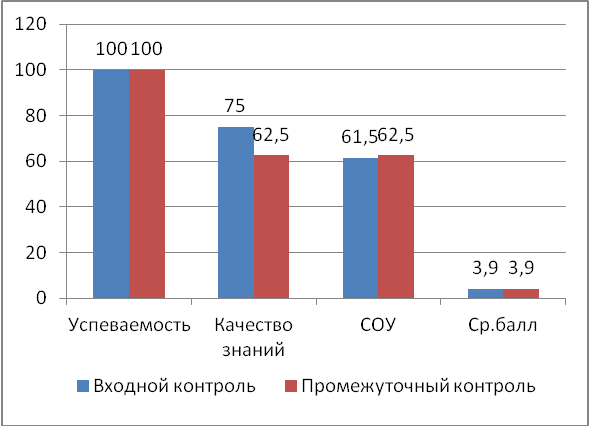 120
100
80
60
40
20
0
100 100
75
62,5
61,5 62,5
3,9 3,9
Успеваемость
Качество
знаний
СОУ
Ср.балл
Входной контроль
Промежуточный контроль